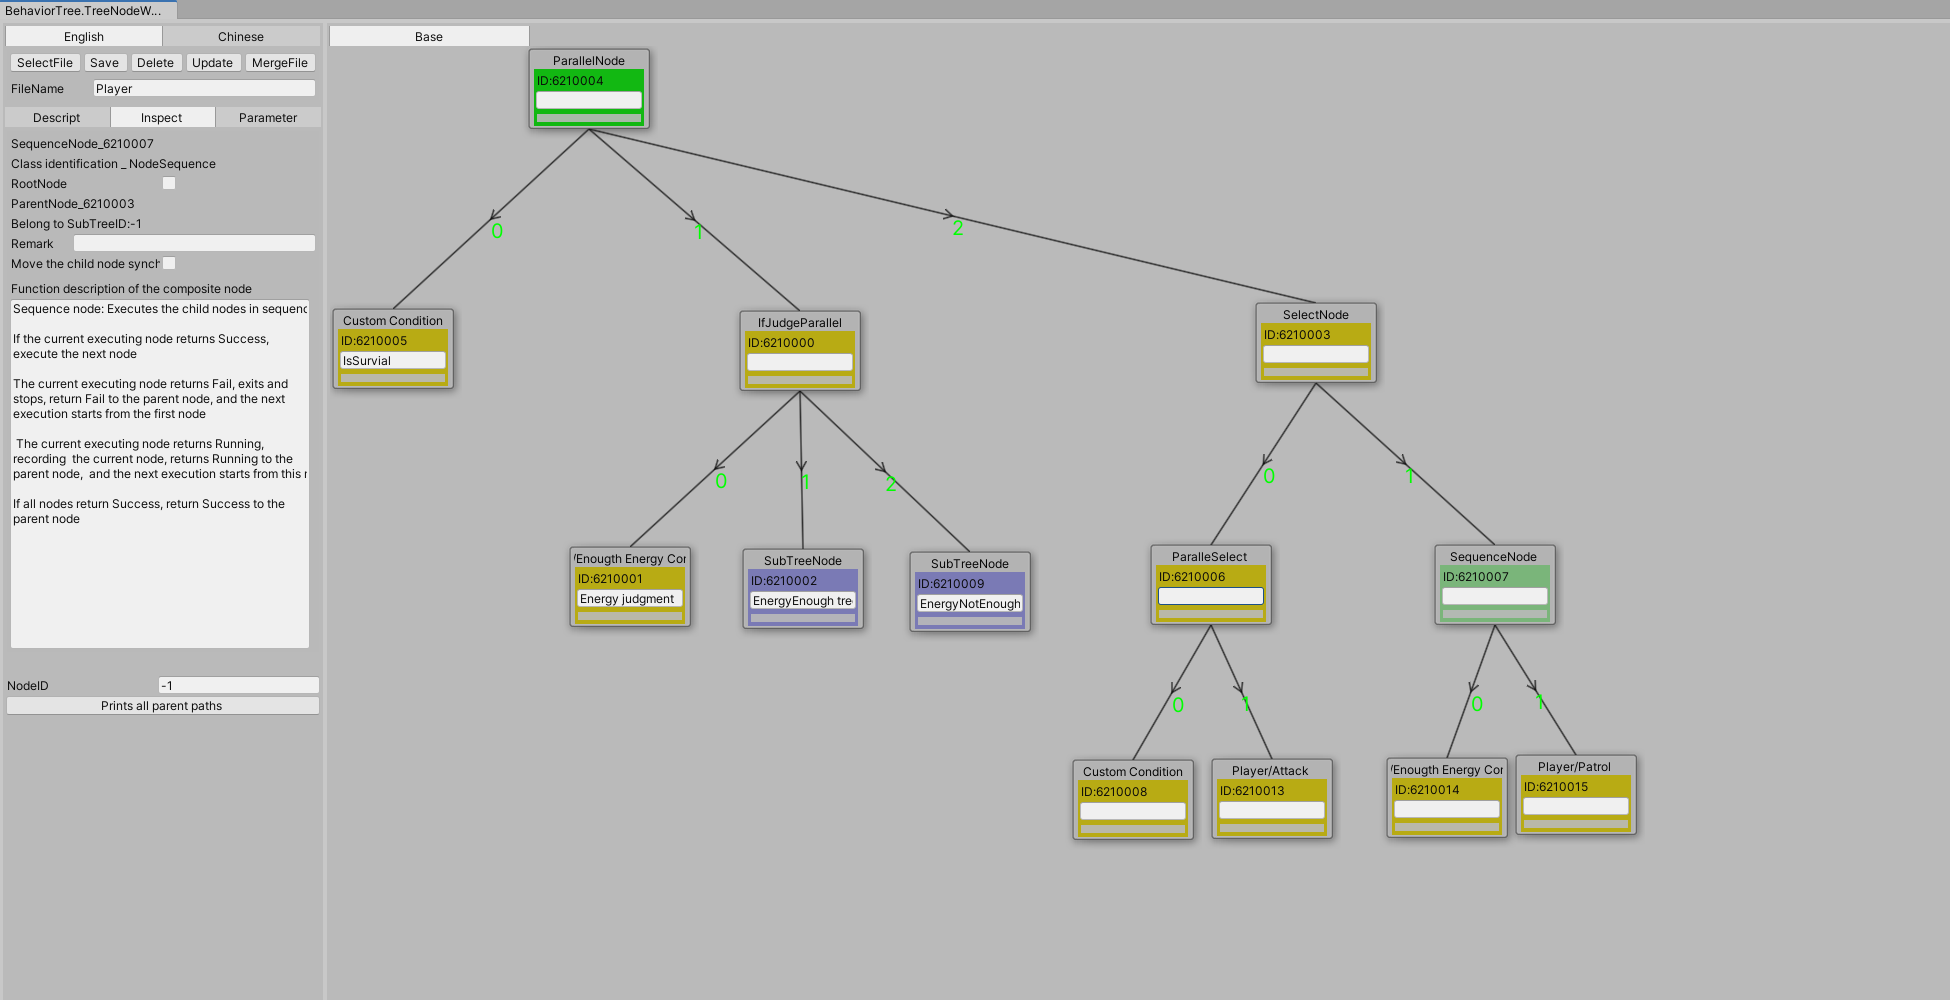 BehaviorTree.TreeNodeW...
English
Chinese
SelectFile
Save
Delete
Update
MergeFile
FileName
Player
Descript
Inspect
Parameter
SequenceNode_6210007
Class identification _ NodeSequence
RootNode
ParentNode_6210003
Belong to SubTreeID:-1
Remark
Move the child node synch
Function description of the composite node
Sequence node: Executes the child nodes in sequenc
If the current executing node returns Success,
execute the next node
The current executing node returns Fail, exits and
stops, return Fail to the parent node, and the next
execution starts from the first node
The current executing node returns Running,
recording  the current node, returns Running to the
parent node,  and the next execution starts from this r
If all nodes return Success, return Success to the
parent node
NodeID
-1
Prints all parent paths
Base
ParallelNode
ID:6210004
0
1
2
Custom Condition
ID:6210005
IsSurvial
IfJudgeParallel
ID:6210000
SelectNode
ID:6210003
0
1
2
0
1
/Enougth Energy Cor
ID:6210001
Energy judgment
SubTreeNode
ID:6210002
EnergyEnough tre
SubTreeNode
ID:6210009
EnergyNotEnough
ParalleSelect
ID:6210006
SequenceNode
ID:6210007
0
1
0
1
Custom Condition
ID:6210008
Player/Attack
ID:6210013
/Enougth Energy Cor
ID:6210014
Player/Patrol
ID:6210015